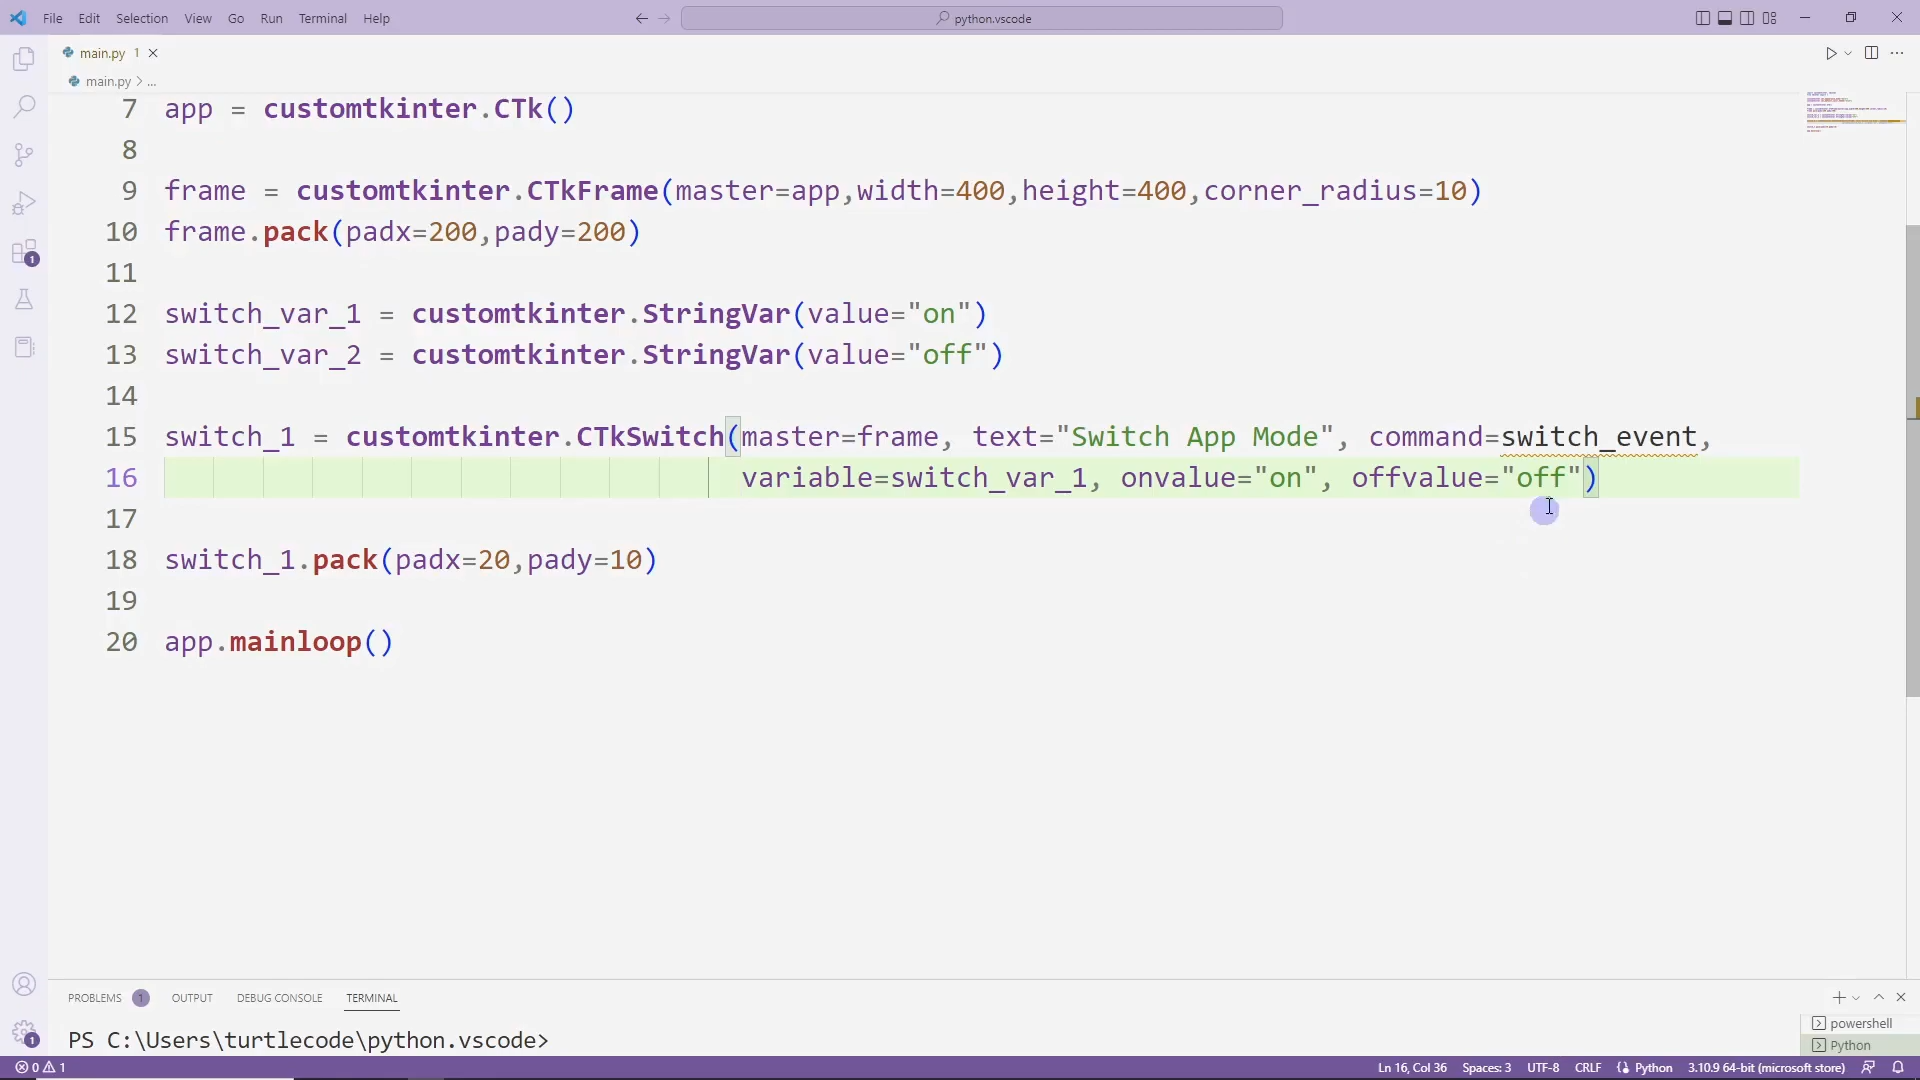 File Edit Selection View Go Run Terminal Help
python.vscode
main.py 1
main.py > ...
7 app = customtkinter.CTk()
8
9 frame = customtkinter.CTkFrame(master=app,width=400,height=400,corner_radius=10)
10 frame.pack(padx=200,pady=200)
11
12 switch_var_1 = customtkinter.StringVar(value="on")
13 switch_var_2 = customtkinter.StringVar(value="off")
14
15 switch_1 = customtkinter.CTkSwitch(master=frame, text="Switch App Mode", command=switch_event,
16 variable=switch_var_1, onvalue="on", offvalue="off")
17
18 switch_1.pack(padx=20,pady=10)
19
20 app.mainloop()
1
1
PROBLEMS 1 OUTPUT DEBUG CONSOLE TERMINAL
PS C:\Users\turtlecode\python.vscode>
powershell
Python
0 1 Ln 16, Col 36 Spaces: 3 UTF-8 CRLF Python 3.10.9 64-bit (microsoft store)